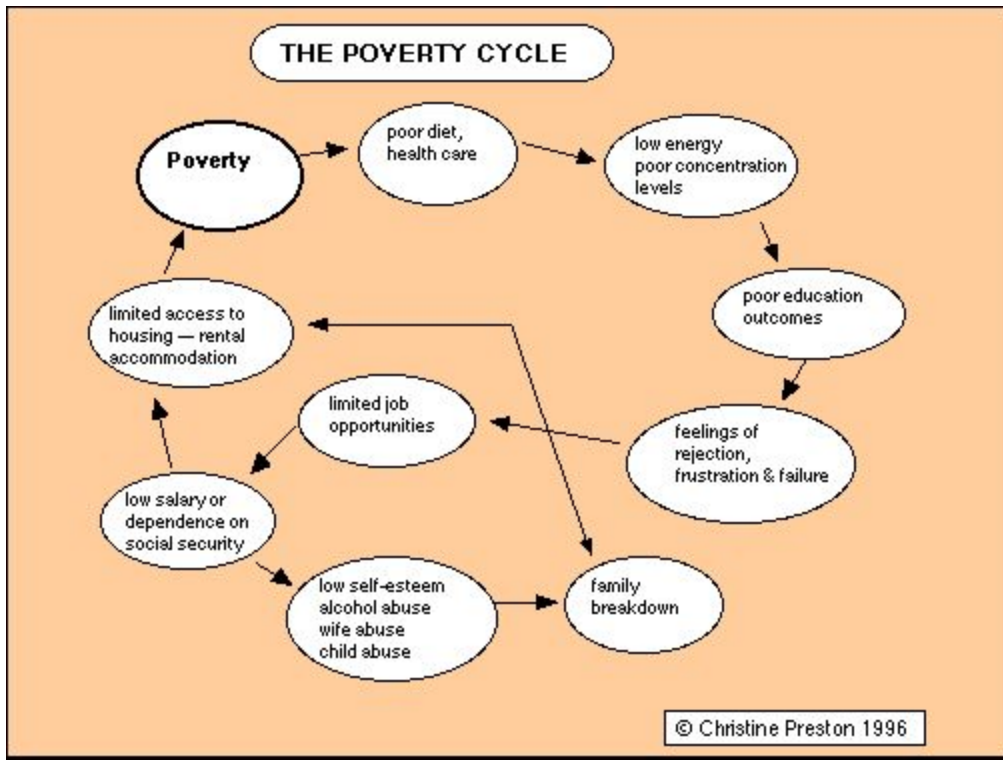 THE POVERTY CYCLE
Poverty
poor diet,
health care
low energy
poor concentration
levels
poor education
outcomes
feelings of
rejection,
frustration & failure
limited job
opportunities
low salary or
dependence on
social security
limited access to
housing — rental
accommodation
low self-esteem
alcohol abuse
wife abuse
child abuse
family
breakdown
© Christine Preston 1996